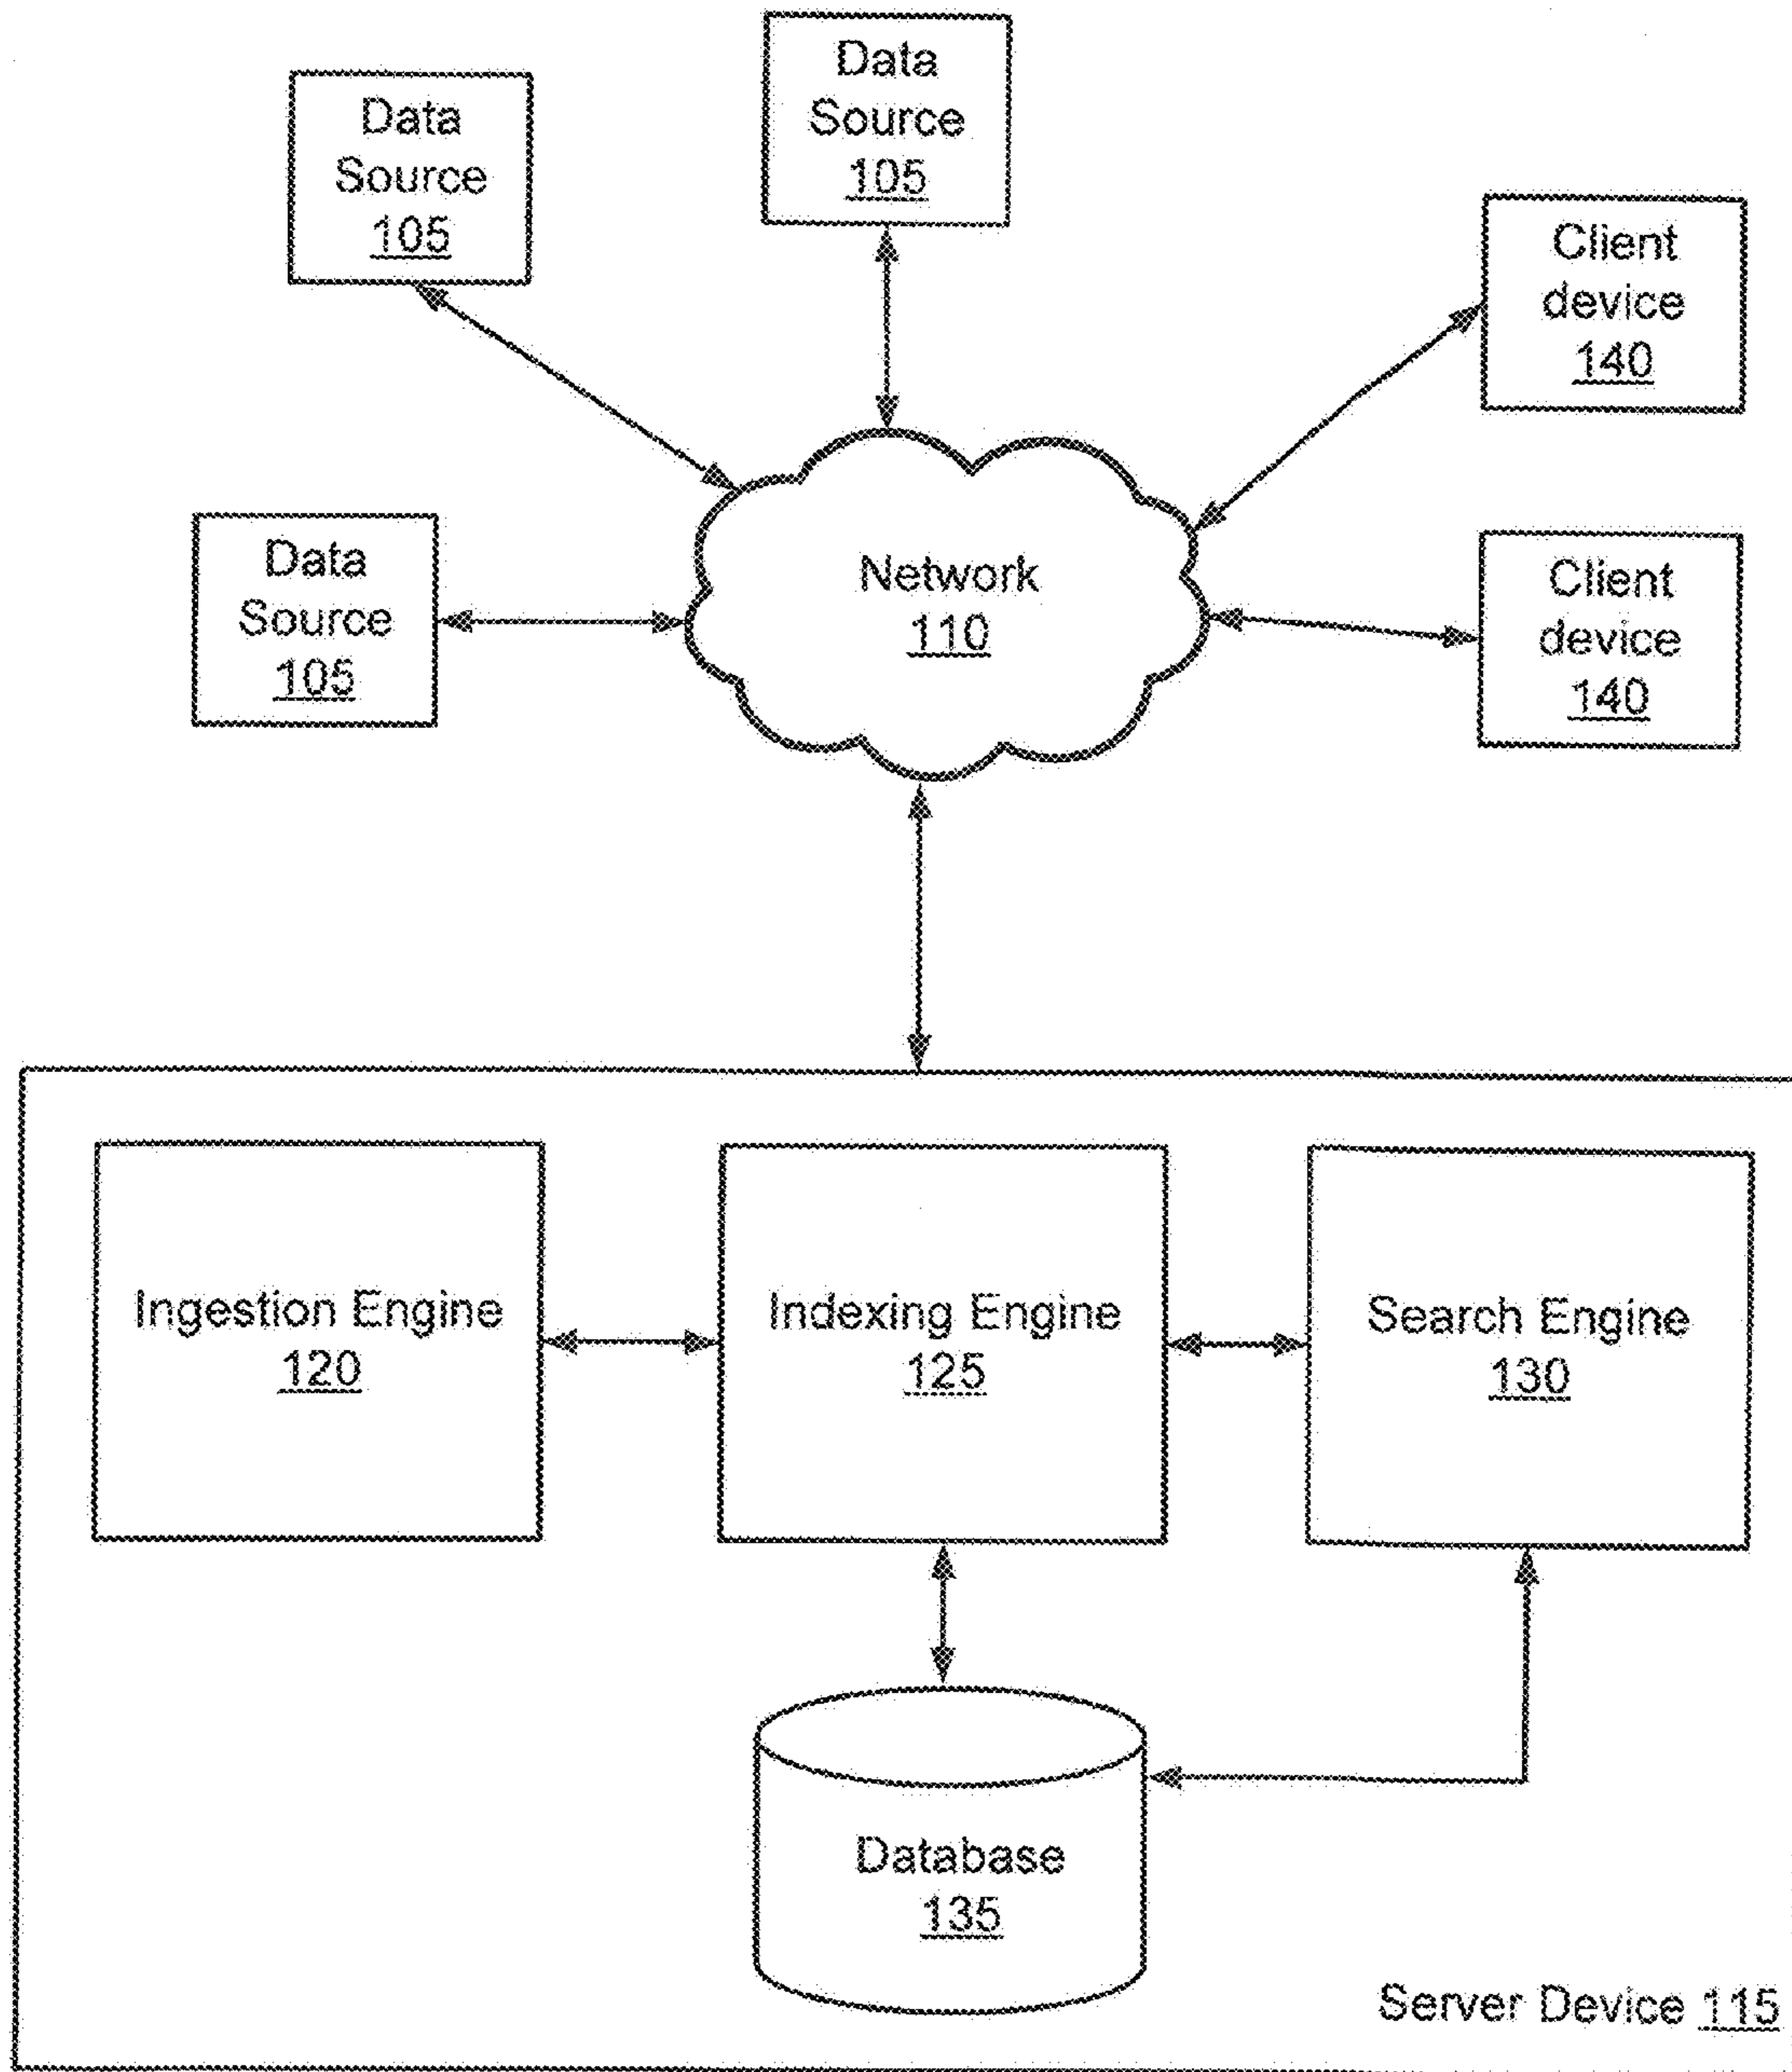 Data
Source
105
Data
Source
105
Client
device
140
Data
Source
105
Network
110
Client
device
140
Ingestion Engine
120
Indexing Engine
125
Search Engine
130
Database
135
Server Device 115